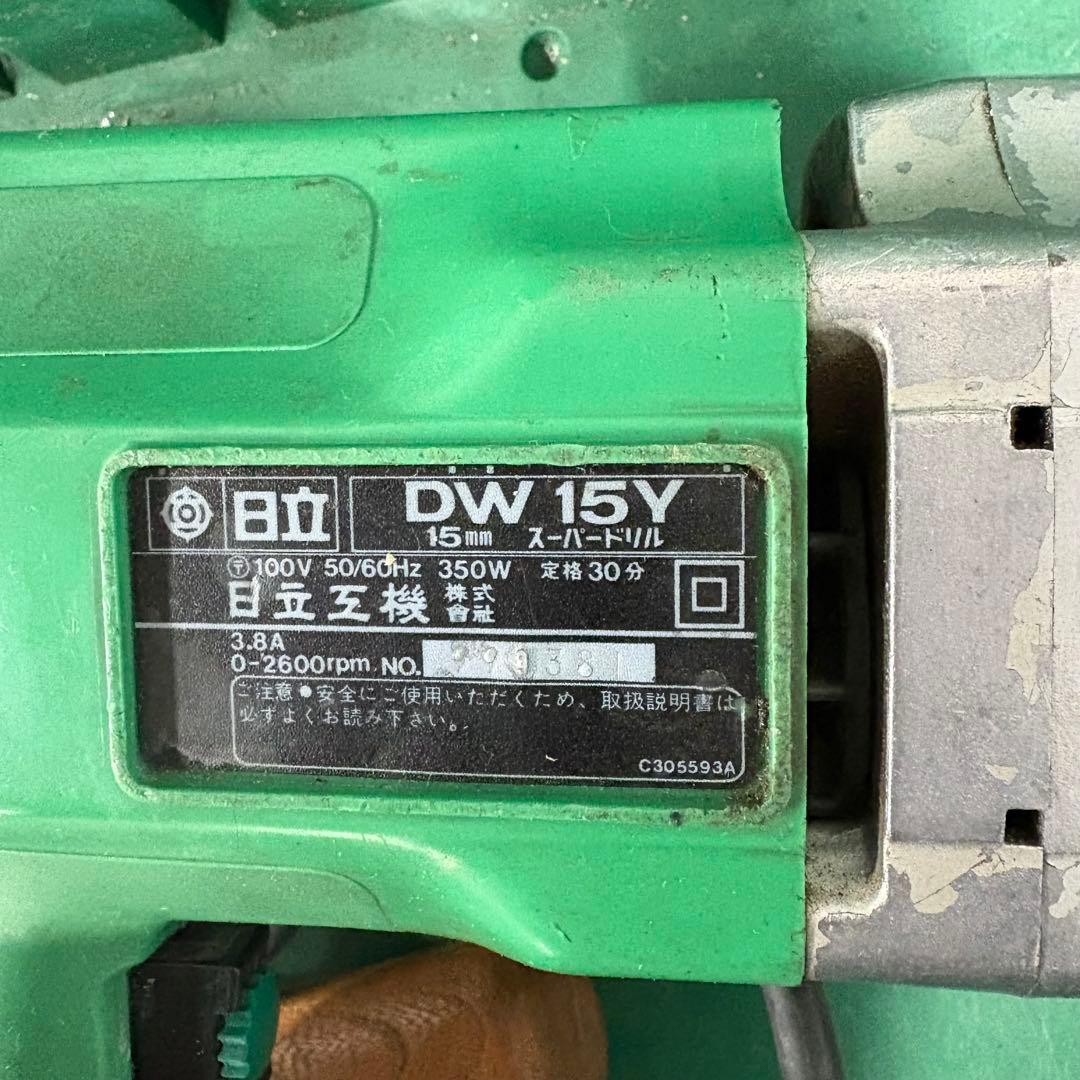 日立
DW 15Y
15mm スーパードリル
〒 100V 50/60Hz 350W 定格30分
日立工機 株式會社
3.8A
0-2600rpm NO. 381
ご注意●安全にご使用いただくため、取扱説明書は
必ずよくお読み下さい。
C305593A